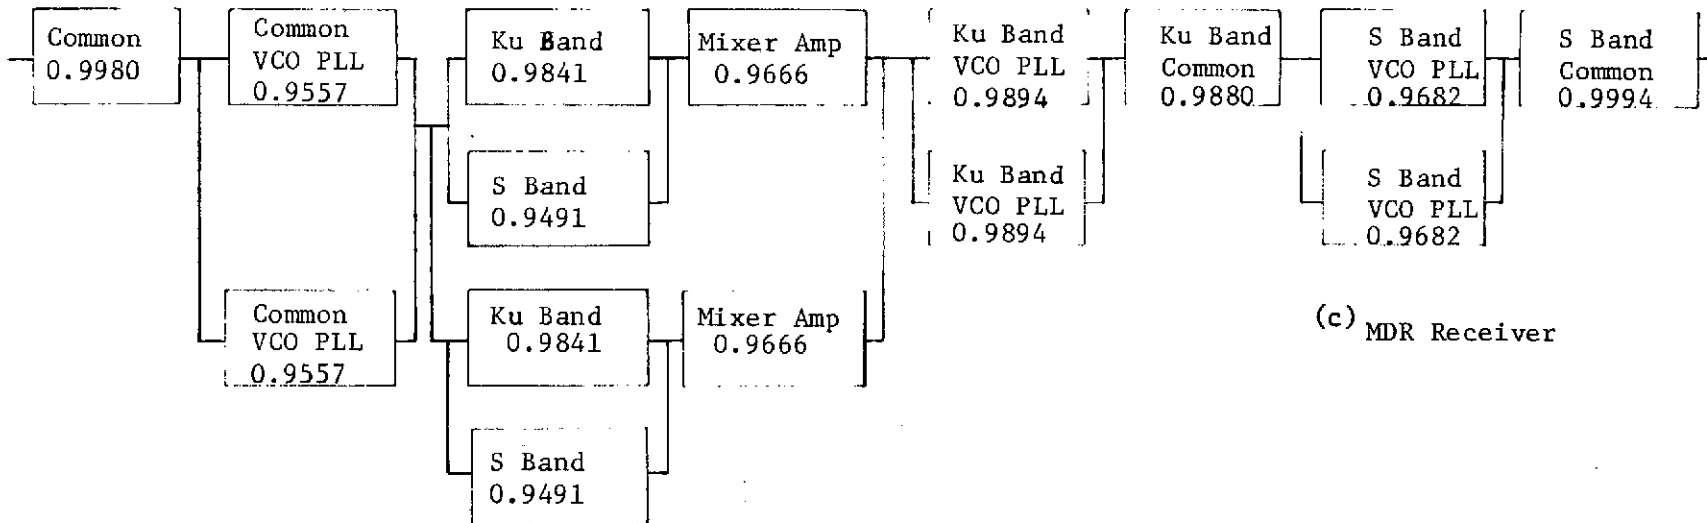 Common
0.9980
Common
VCO PLL
0.9557
Ku Band
0.9841
Mixer Amp
0.9666
Ku Band
VCO PLL
0.9894
Ku Band
Common
0.9880
S Band
VCO PLL
0.9682
S Band
Common
0.9994
S Band
0.9491
Ku Band
VCO PLL
0.9894
S Band
VCO PLL
0.9682
Common
VCO PLL
0.9557
Ku Band
0.9841
Mixer Amp
0.9666
(c) MDR Receiver
S Band
0.9491